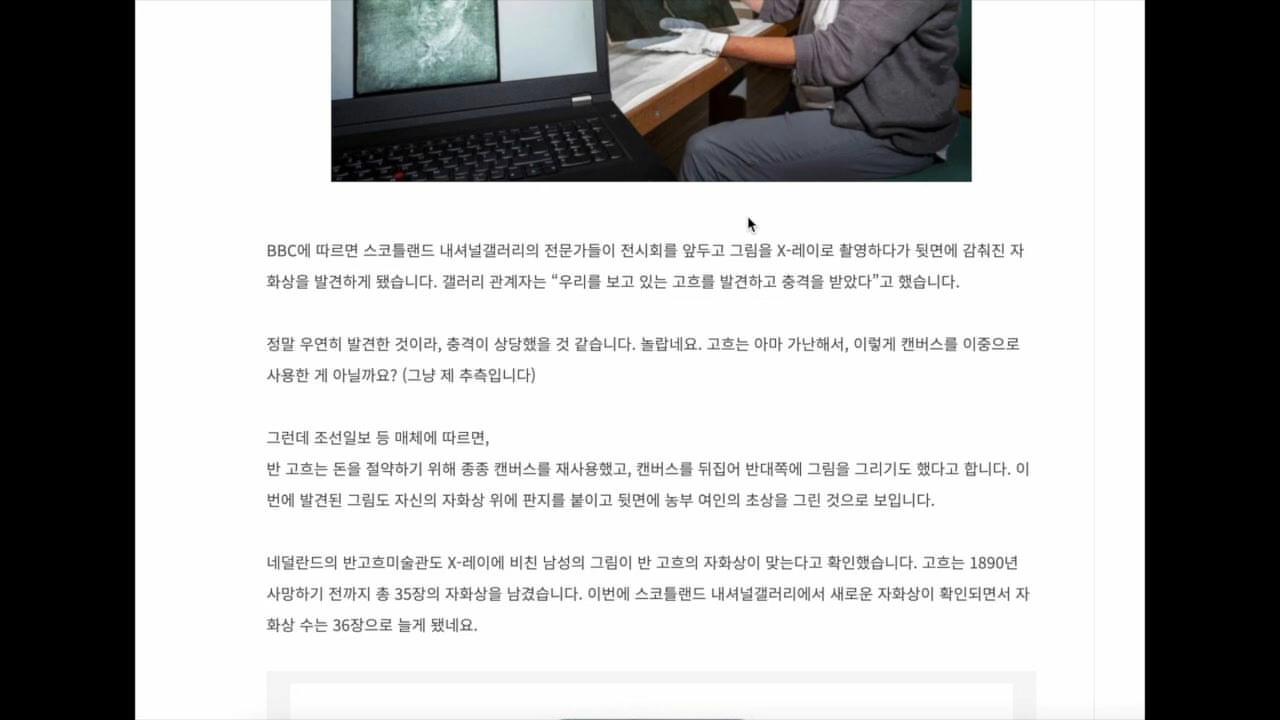 BBC에 따르면 스코틀랜드 내셔널갤러리의 전문가들이 전시회를 앞두고 그림을 X-레이로 촬영하다가 뒷면에 감춰진 자
화상을 발견하게 됐습니다. 갤러리 관계자는 “우리를 보고 있는 고흐를 발견하고 충격을 받았다”고 했습니다.
정말 우연히 발견한 것이라, 충격이 상당했을 것 같습니다. 놀랍네요. 고흐는 아마 가난해서, 이렇게 캔버스를 이중으로
사용한 게 아닐까요? (그냥 제 추측입니다)
그런데 조선일보 등 매체에 따르면,
반 고흐는 돈을 절약하기 위해 종종 캔버스를 재사용했고, 캔버스를 뒤집어 반대쪽에 그림을 그리기도 했다고 합니다. 이
번에 발견된 그림도 자신의 자화상 위에 판지를 붙이고 뒷면에 농부 여인의 초상을 그린 것으로 보입니다.
네덜란드의 반고흐미술관도 X-레이에 비친 남성의 그림이 반 고흐의 자화상이 맞는다고 확인했습니다. 고흐는 1890년
사망하기 전까지 총 35장의 자화상을 남겼습니다. 이번에 스코틀랜드 내셔널갤러리에서 새로운 자화상이 확인되면서 자
화상 수는 36장으로 늘게 됐네요.